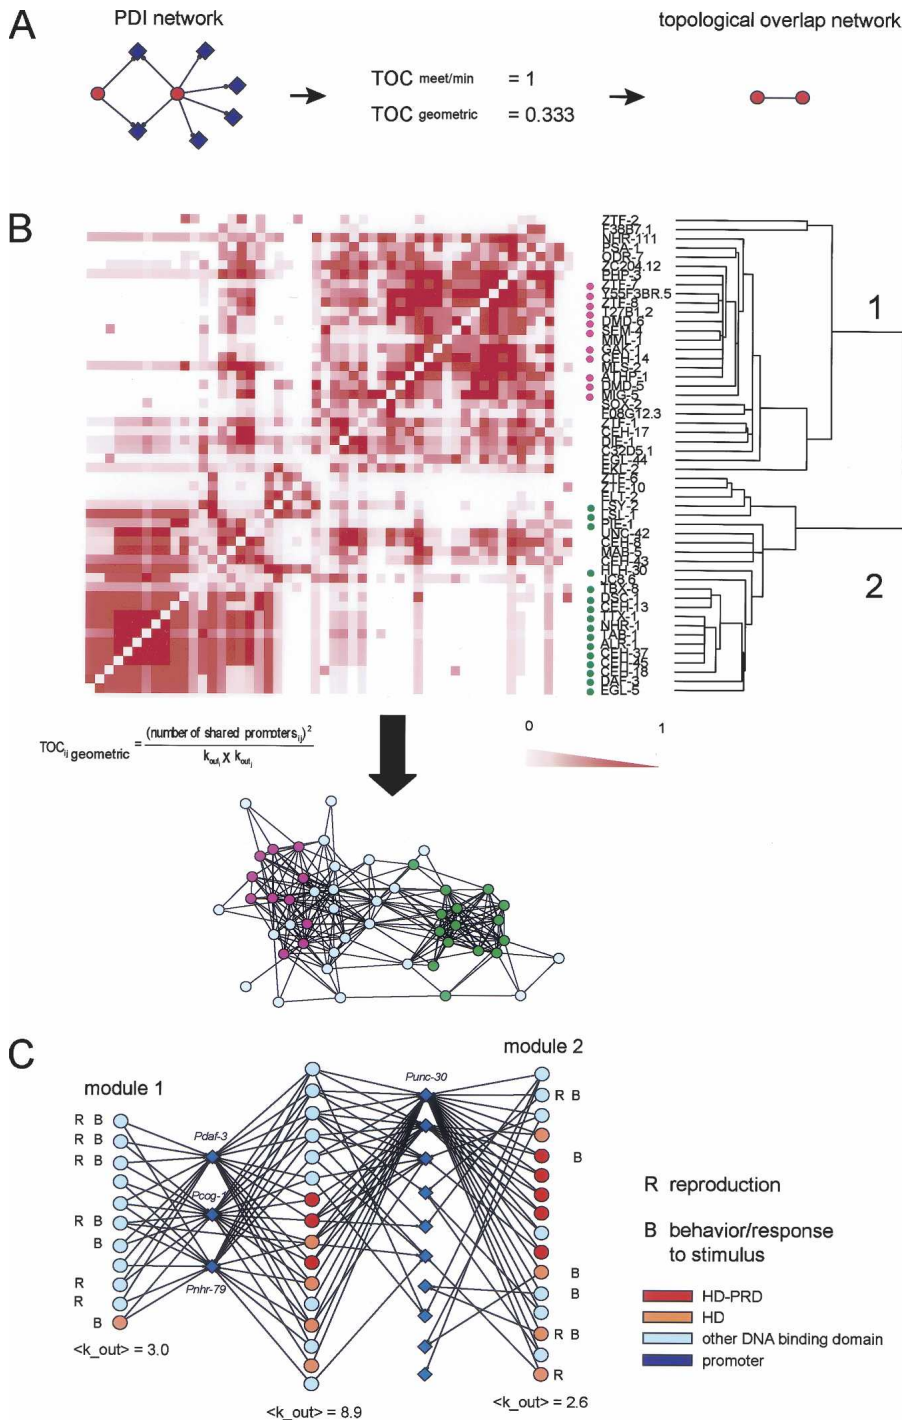 A
PDI network
topological overlap network
TOC meet/min = 1
TOC geometric = 0.333
B
ZTF-2
F38B7.1
NHR-111
PSA-1
ODR-7
ZC204.12
PHP-3
ZTF-7
Y55F3BR.5
ZTF-8
T27B1.2
DMD-6
SEM-4
MML-1
GAK-1
CEH-14
MLS-2
ATHP-1
DMD-5
MIG-5
SOX-2
F08G12.3
ZTF-1
CEH-17
DIE-1
C32D5.1
EGL-44
EKL-2
ZTF-6
ZTF-10
ELT-2
LSY-2
LSL-1
PIE-1
UNC-42
CEH-8
MAB-5
CEH-43
HLH-30
JC8.6
TBX-8
DSC-1
CEH-13
TTX-1
NHR-1
TAB-1
ALR-1
CEH-37
CEH-45
CEH-18
DAF-3
EGL-5
1
2
TOCij geometric = (number of shared promotersij)2
kouti X koutj
0 1
C
module 1
module 2
Punc-30
Pdaf-3
Pcog-1
Pnhr-79
R B
R B
R B
R B
B
R
R
B
R B
B
B
B
R B
R
<k_out> = 3.0
<k_out> = 8.9
<k_out> = 2.6
R reproduction
B behavior/response
to stimulus
HD-PRD
HD
other DNA binding domain
promoter